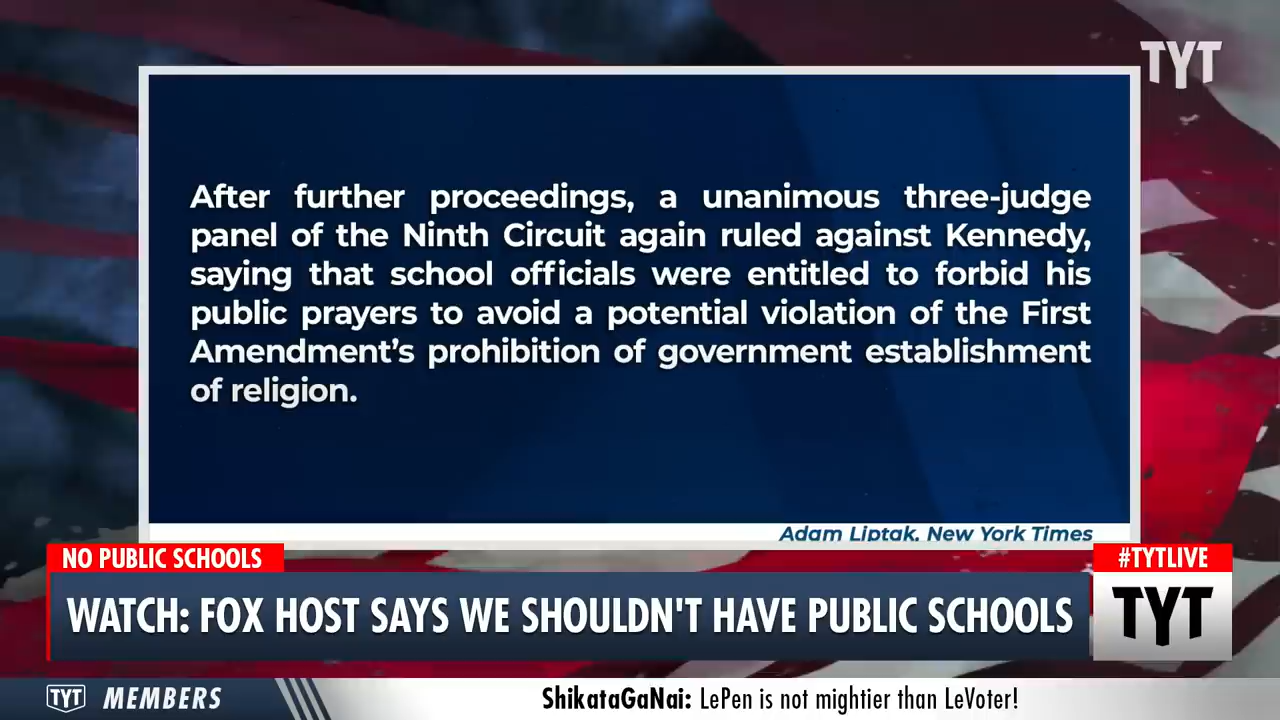 TYT
After further proceedings, a unanimous three-judge
panel of the Ninth Circuit again ruled against Kennedy,
saying that school officials were entitled to forbid his
public prayers to avoid a potential violation of the First
Amendment's prohibition of government establishment
of religion.
Adam Liptak, New York Times
NO PUBLIC SCHOOLS
#TYTLIVE
WATCH: FOX HOST SAYS WE SHOULDN'T HAVE PUBLIC SCHOOLS
TYT
TYT MEMBERS
ShikataGaNai: LePen is not mightier than LeVoter!